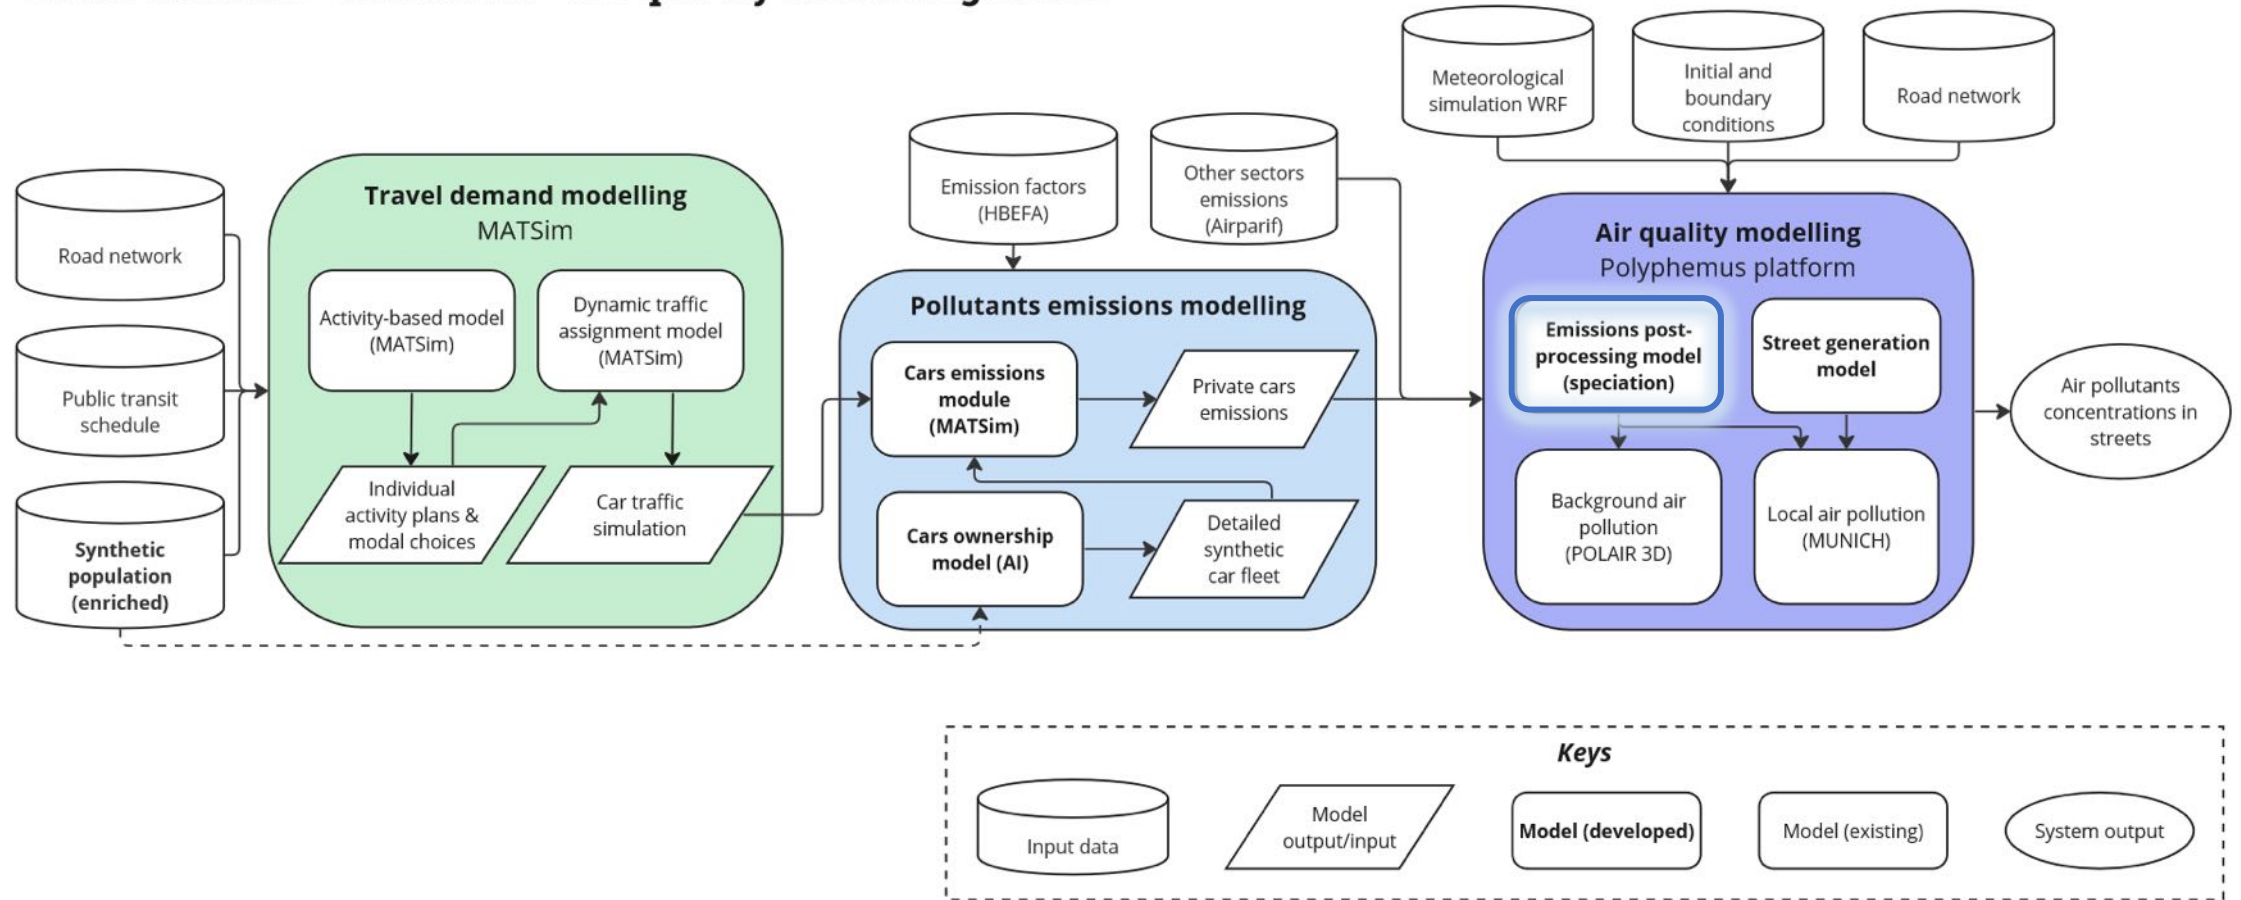 Meteorological
simulation WRF
Initial and
boundary
conditions
Road network
Emission factors
(HBEFA)
Other sectors
emissions
(Airparif)
Road network
Public transit
schedule
Synthetic
population
(enriched)
Travel demand modelling
MATSim
Activity-based model
(MATSim)
Dynamic traffic
assignment model
(MATSim)
Individual
activity plans &
modal choices
Car traffic
simulation
Pollutants emissions modelling
Cars emissions
module
(MATSim)
Private cars
emissions
Cars ownership
model (AI)
Detailed
synthetic
car fleet
Air quality modelling
Polyphemus platform
Emissions post-
processing model
(speciation)
Street generation
model
Background air
pollution
(POLAIR 3D)
Local air pollution
(MUNICH)
Air pollutants
concentrations in
streets
Keys
Input data
Model
output/input
Model (developed)
Model (existing)
System output